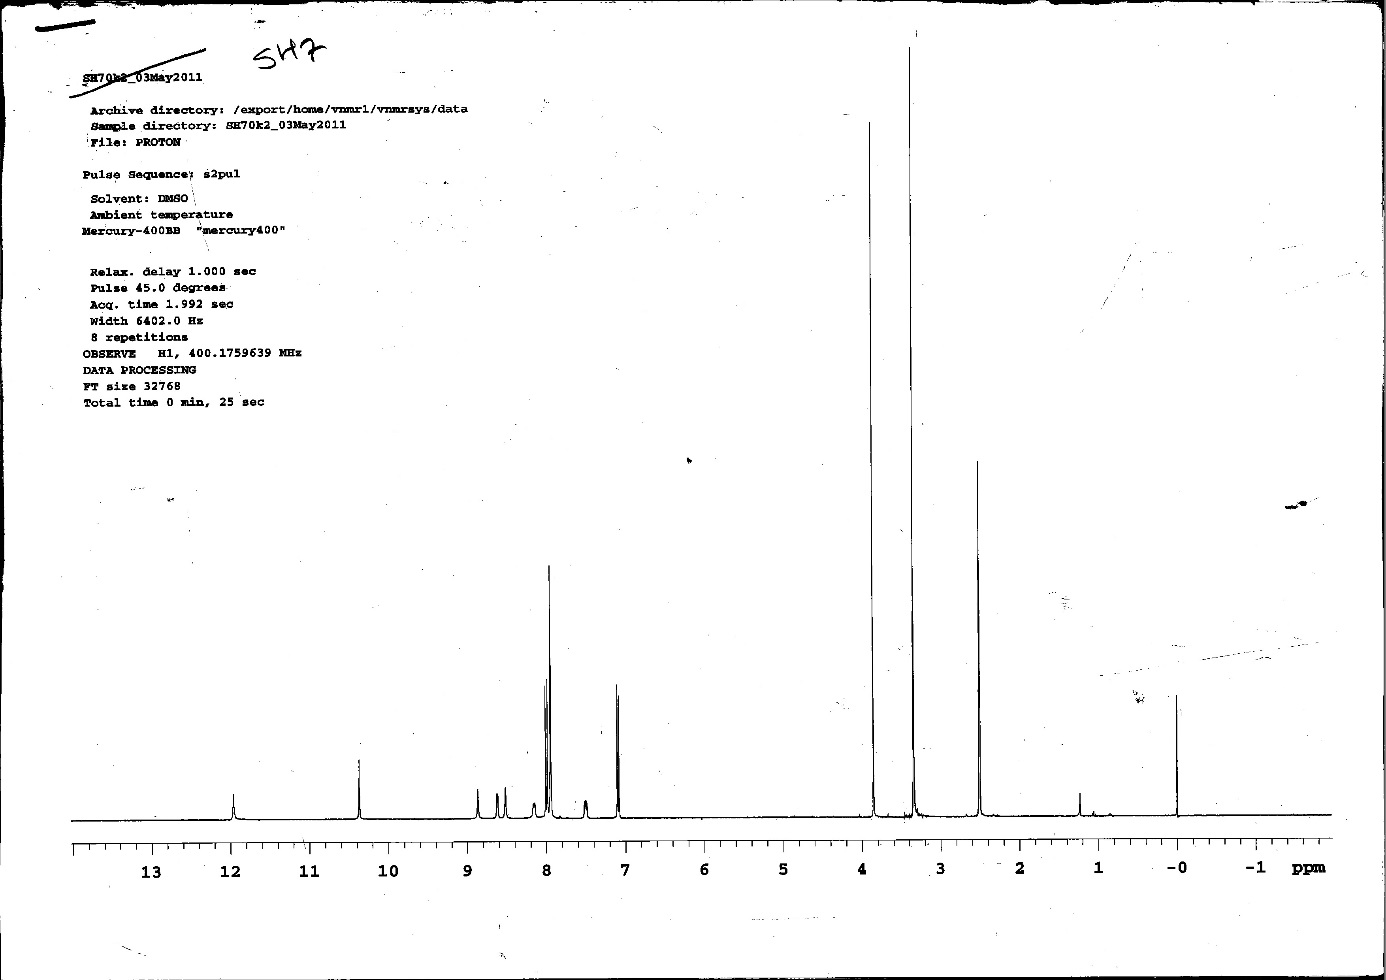 SH7
SH70k2_03May2011
Archive directory: /export/home/vnmr1/vnmrsys/data
Sample directory: SH70k2_03May2011
File: PROTON
Pulse Sequence: s2pul
Solvent: DMSO
Ambient temperature
Mercury-400BB "mercury400"
Relax. delay 1.000 sec
Pulse 45.0 degrees
Acq. time 1.992 sec
Width 6402.0 Hz
8 repetitions
OBSERVE H1, 400.1759639 MHz
DATA PROCESSING
FT size 32768
Total time 0 min, 25 sec
13 12 11 10 9 8 7 6 5 4 3 2 1 -0 -1 ppm